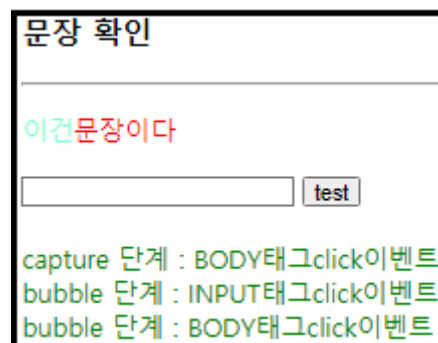 문장 확인
이건문장이다
test
capture 단계 : BODY태그click이벤트
bubble 단계 : INPUT태그click이벤트
bubble 단계 : BODY태그click이벤트